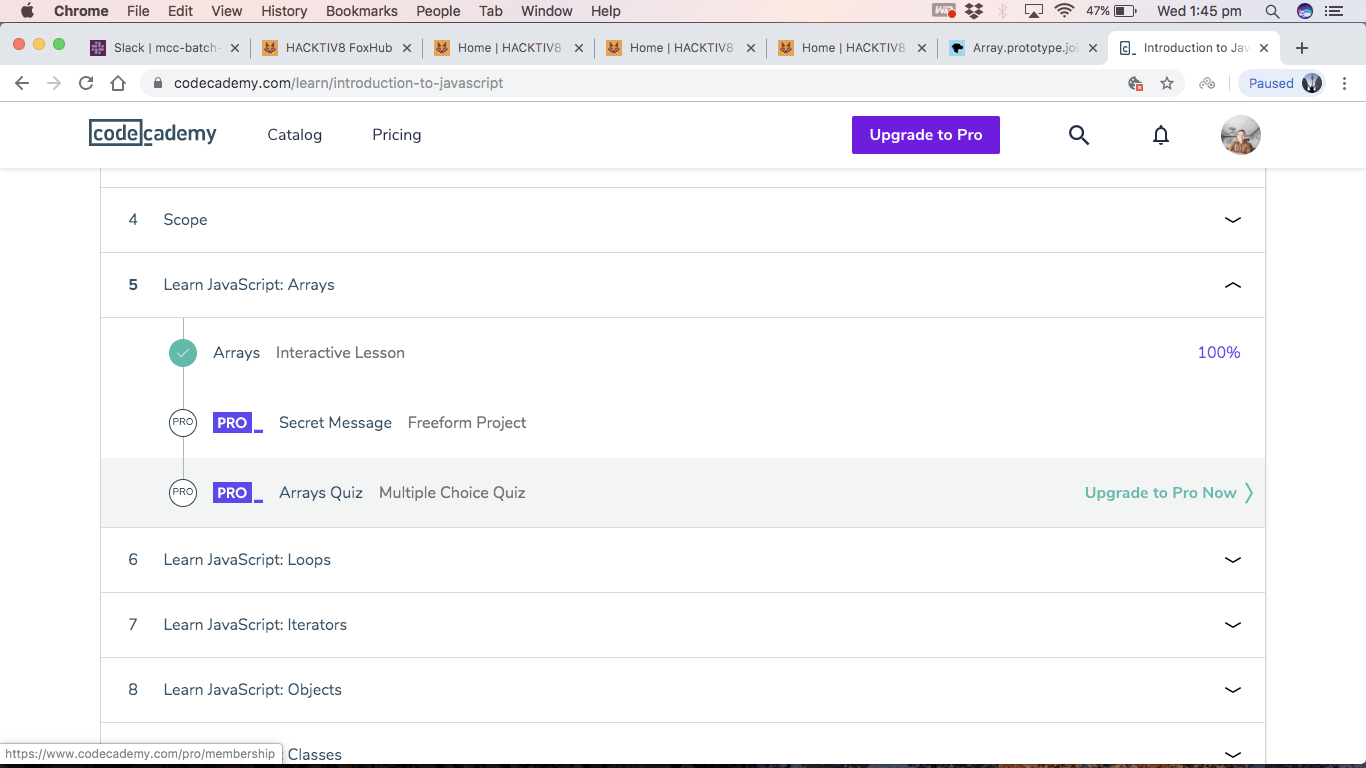 Chrome File Edit View History Bookmarks People Tab Window Help 47% Wed 1:45 pm
Slack | mcc-batch- HACKTIV8 FoxHub Home | HACKTIV8 Home | HACKTIV8 Home | HACKTIV8 Array.prototype.joi Introduction to Jav
codecademy.com/learn/introduction-to-javascript Paused
codecademy Catalog Pricing Upgrade to Pro
4 Scope
5 Learn JavaScript: Arrays
Arrays Interactive Lesson 100%
PRO PRO_ Secret Message Freeform Project
PRO PRO_ Arrays Quiz Multiple Choice Quiz Upgrade to Pro Now
6 Learn JavaScript: Loops
7 Learn JavaScript: Iterators
8 Learn JavaScript: Objects
https://www.codecademy.com/pro/membership : Classes